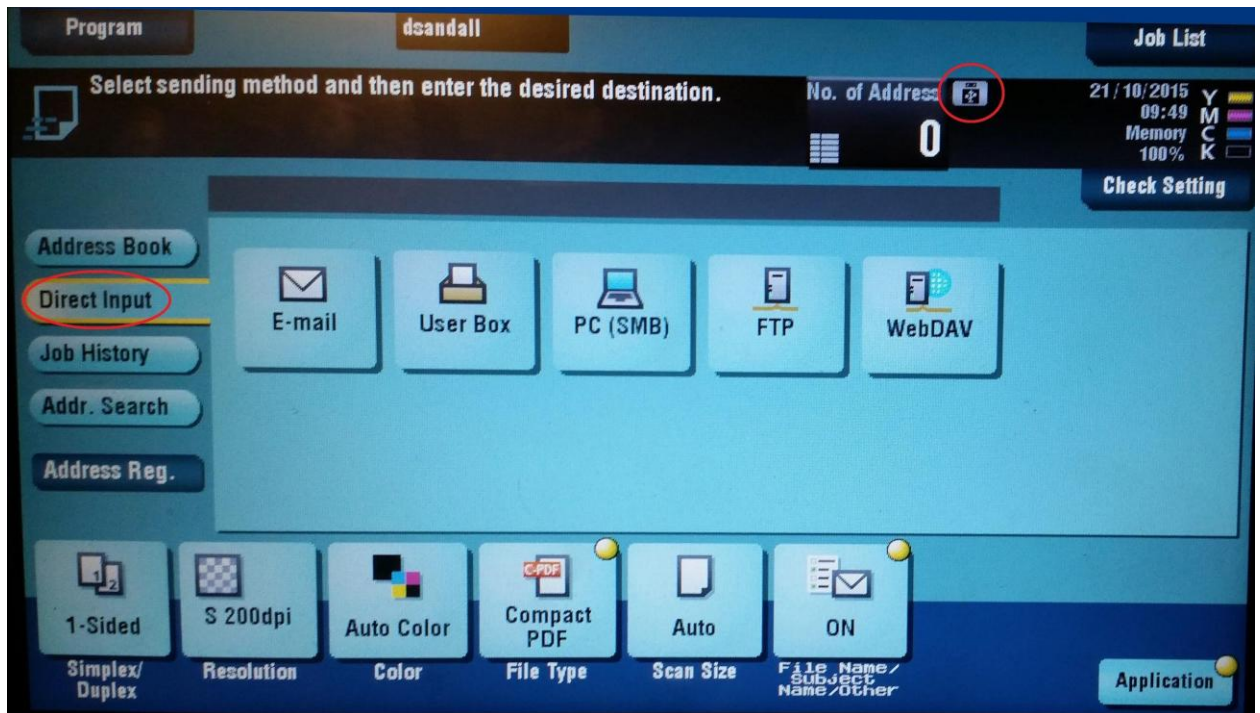 Program
dsandall
Job List
Select sending method and then enter the desired destination.
No. of Address
0
21/10/2015
09:49
Memory
100%
Y
M
C
K
Check Setting
Address Book
Direct Input
Job History
Addr. Search
Address Reg.
E-mail
User Box
PC (SMB)
FTP
WebDAV
1 2
1-Sided
Simplex/
Duplex
S 200dpi
Resolution
Auto Color
Color
C-PDF
Compact
PDF
File Type
Auto
Scan Size
ON
File Name/
Subject
Name/Other
Application